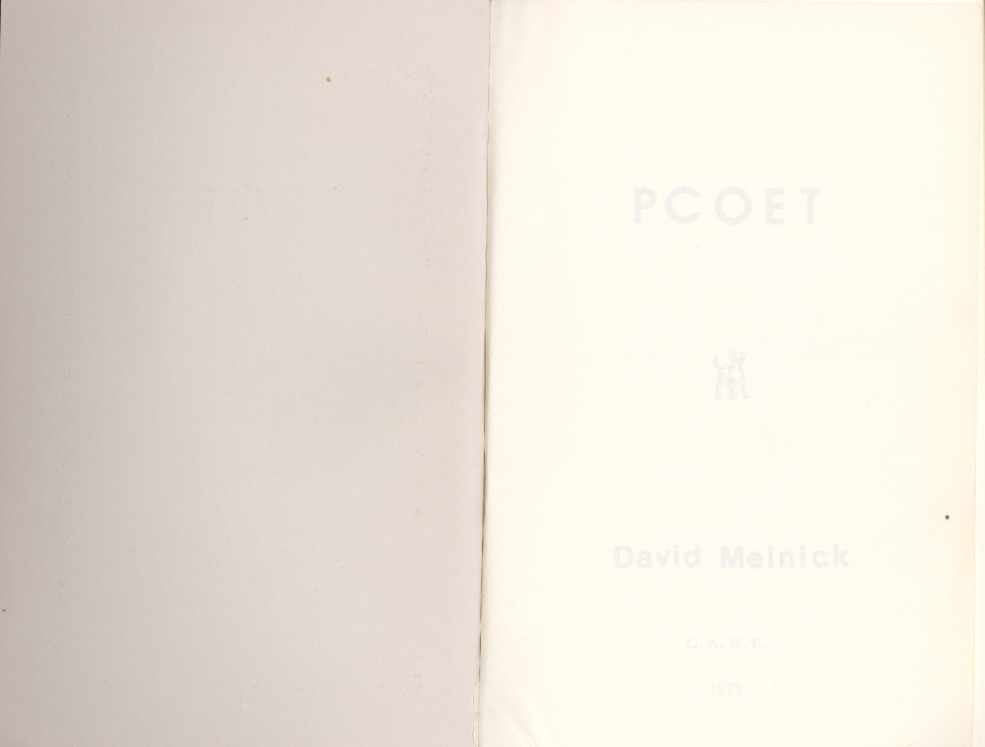 PCOET
David Melnick
G. A. W. K.
1975